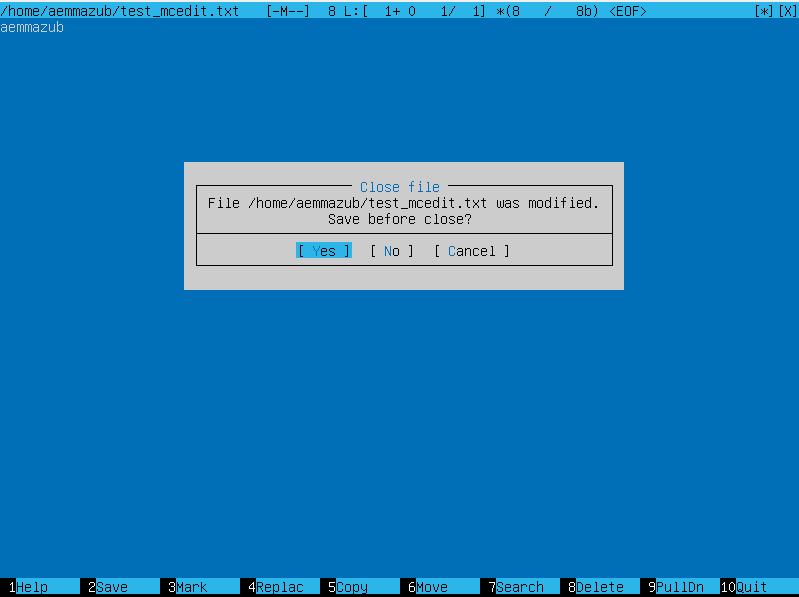 /home/aemmazub/test_mcedit.txt [-M--] 8 L:[ 1+ 0 1/ 1] *(8 / 8b) <EOF> [*][X]
aemmazub
Close file
File /home/aemmazub/test_mcedit.txt was modified.
Save before close?
[ Yes ] [ No ] [ Cancel ]
1Help 2Save 3Mark 4Replac 5Copy 6Move 7Search 8Delete 9PullDn 10Quit